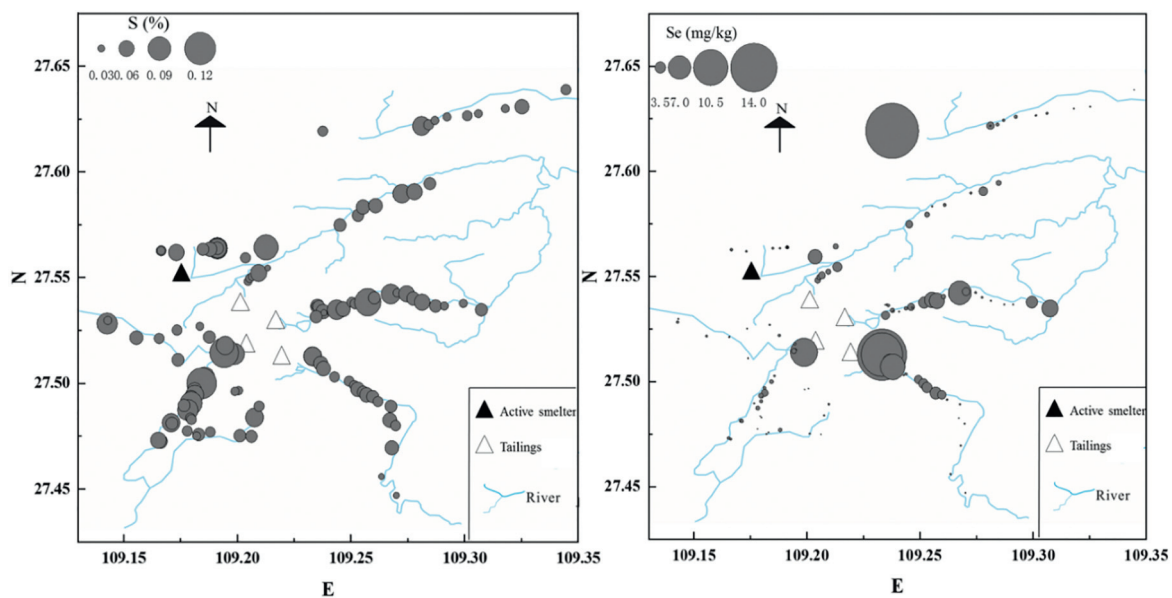 S (%)
0.03 0.06 0.09 0.12
N
27.65
27.60
27.55
27.50
27.45
N
Active smelter
Tailings
River
109.15 109.20 109.25 109.30 109.35
E
Se (mg/kg)
3.5 7.0 10.5 14.0
N
27.65
27.60
27.55
27.50
27.45
N
Active smelter
Tailings
River
109.15 109.20 109.25 109.30 109.35
E